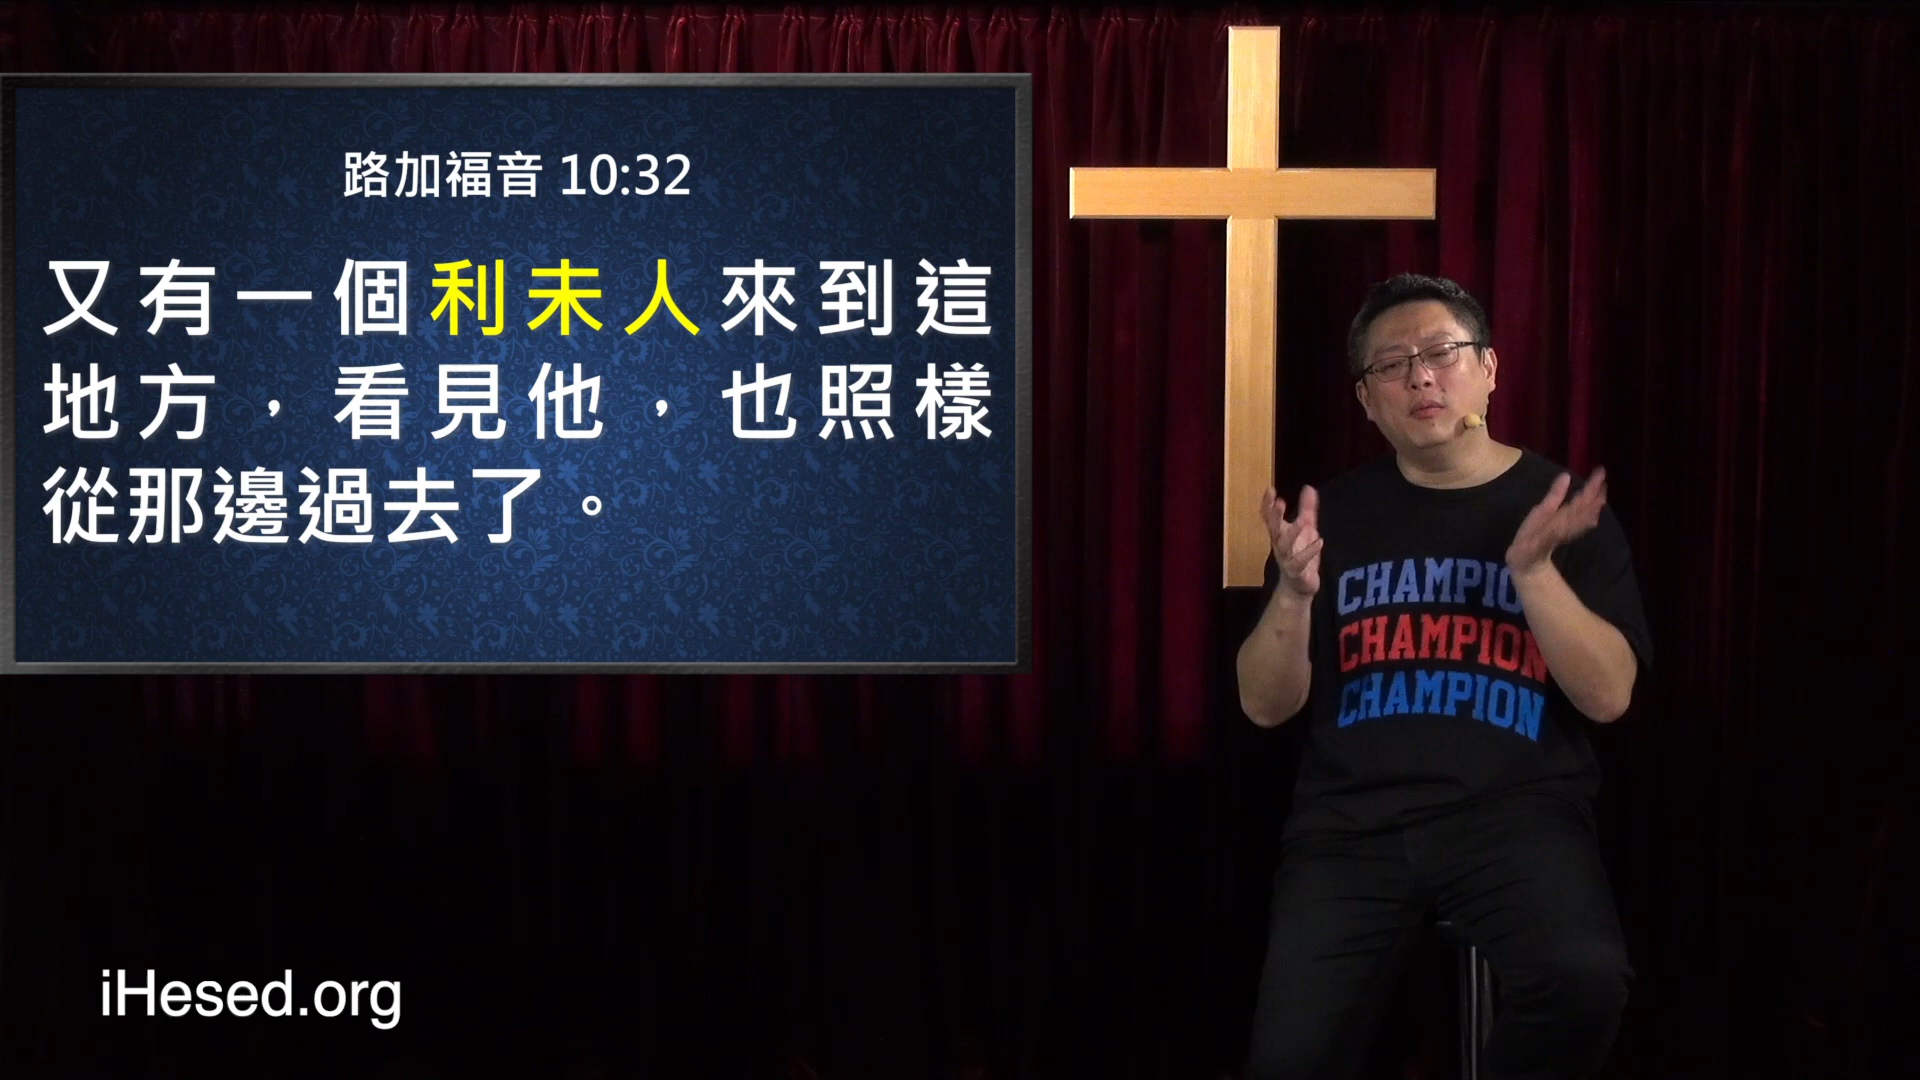 路加福音 10:32
又有一個利未人來到這
地方，看見他，也照樣
從那邊過去了。
CHAMPIO
CHAMPION
CHAMPION
iHesed.org